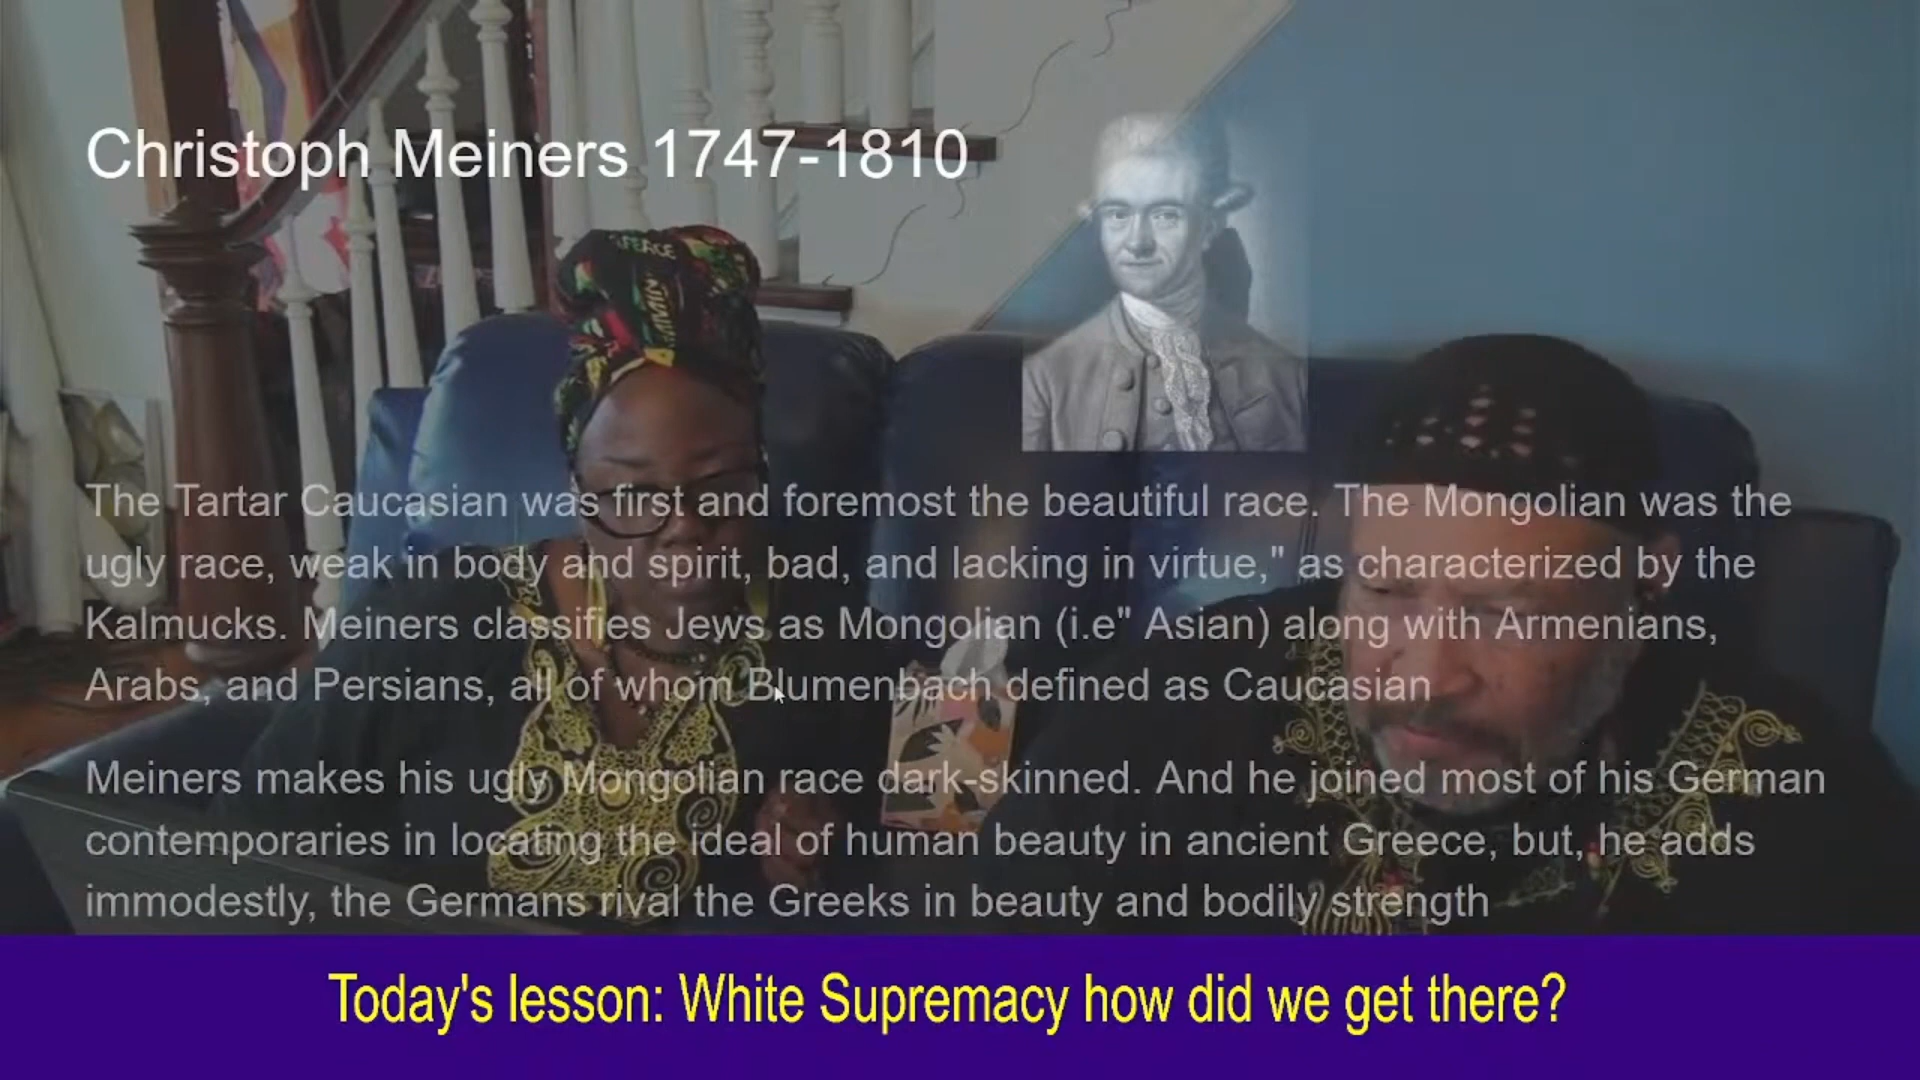 Christoph Meiners 1747-1810
PEACE
The Tartar Caucasian was first and foremost the beautiful race. The Mongolian was the
ugly race, weak in body and spirit, bad, and lacking in virtue," as characterized by the
Kalmucks. Meiners classifies Jews as Mongolian (i.e" Asian) along with Armenians,
Arabs, and Persians, all of whom Blumenbach defined as Caucasian
Meiners makes his ugly Mongolian race dark-skinned. And he joined most of his German
contemporaries in locating the ideal of human beauty in ancient Greece, but, he adds
immodestly, the Germans rival the Greeks in beauty and bodily strength
Today's lesson: White Supremacy how did we get there?